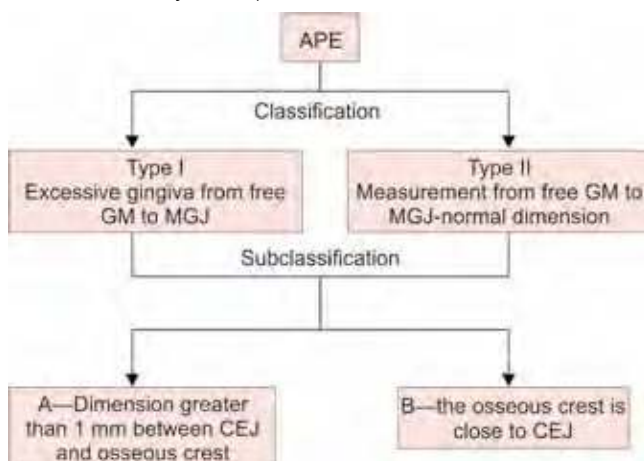 APE
Classification
Type I
Excessive gingiva from free
GM to MGJ
Type II
Measurement from free GM to
MGJ-normal dimension
Subclassification
A—Dimension greater
than 1 mm between CEJ
and osseous crest
B—the osseous crest is
close to CEJ